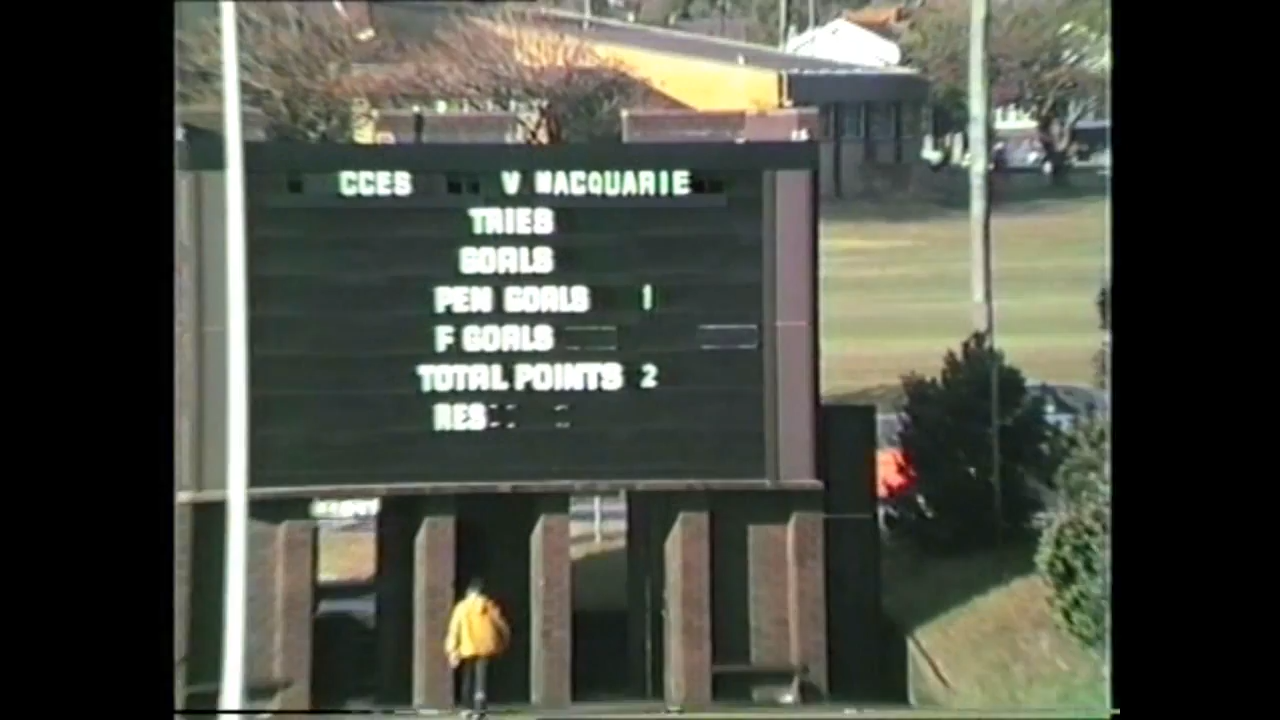 CCES V MACQUARIE
TRIES
GOALS
PEN GOALS 1
F GOALS
TOTAL POINTS 2
RES